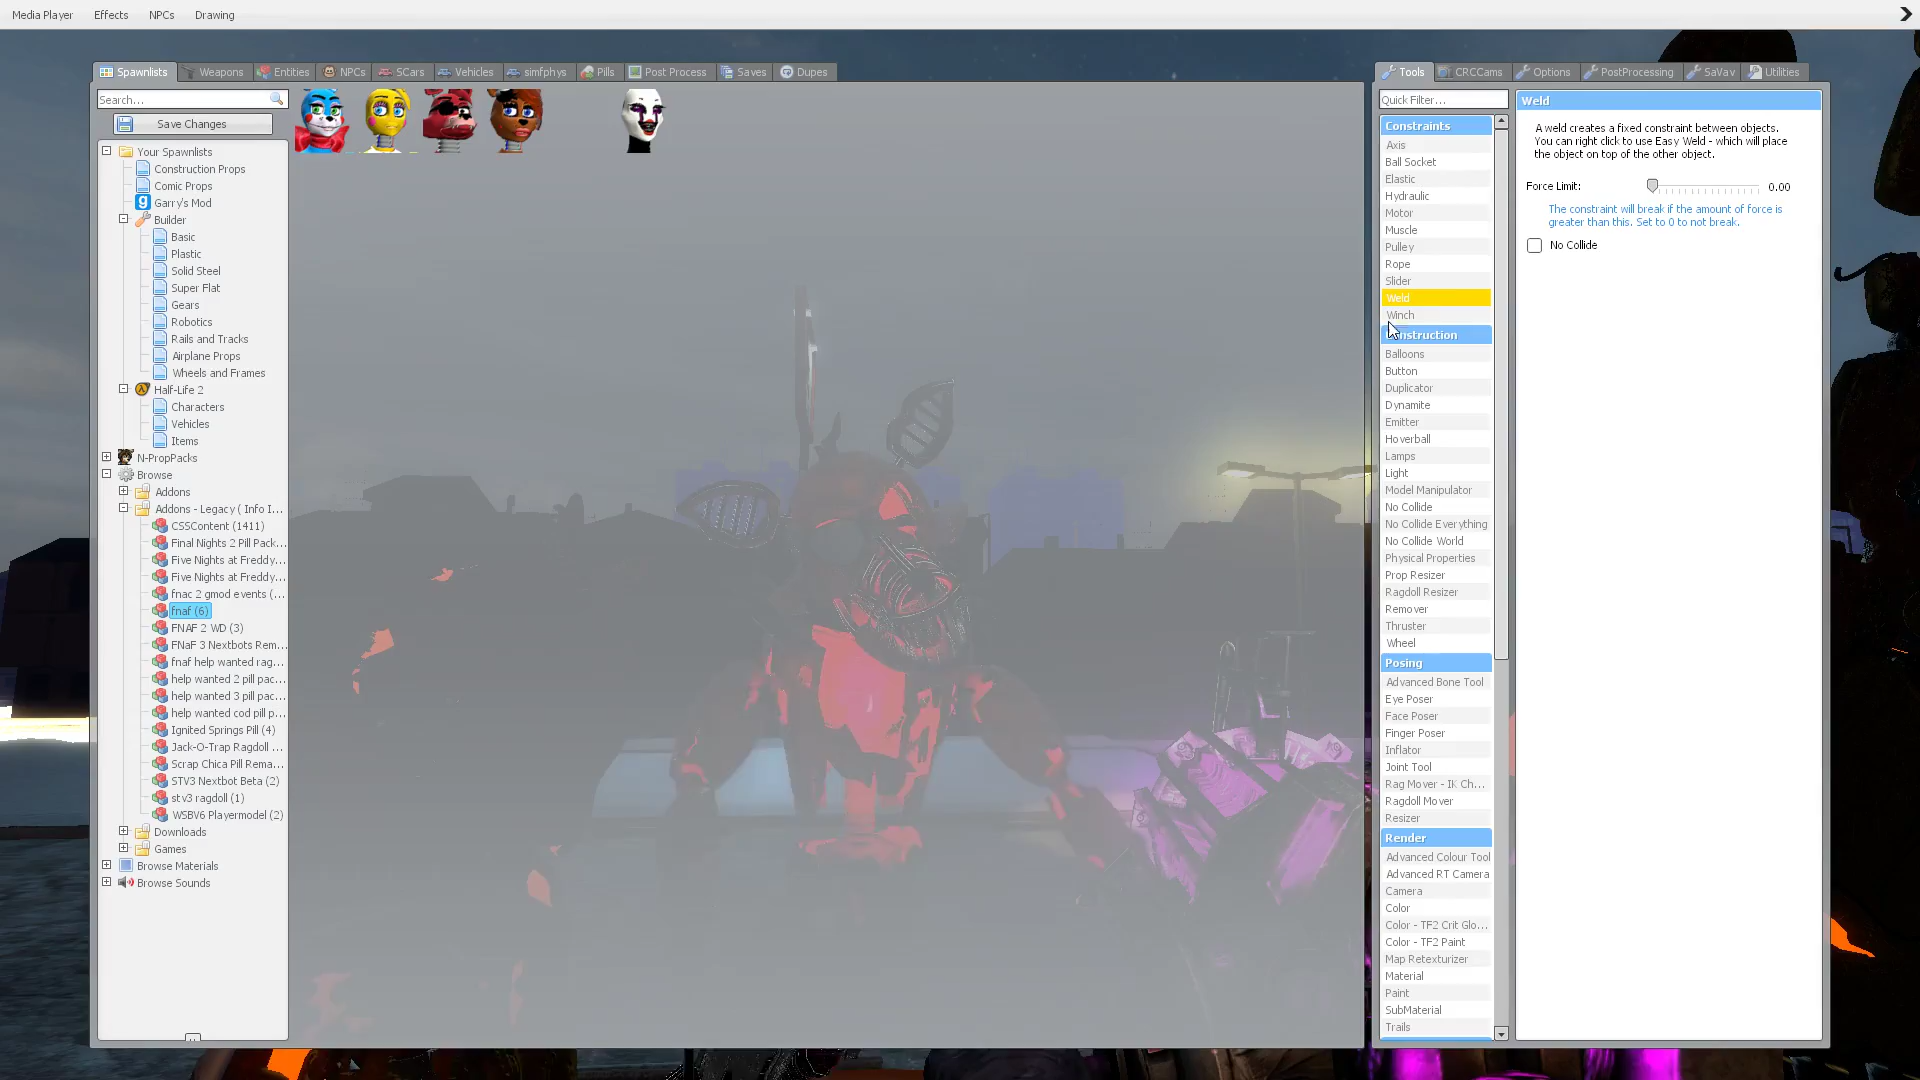 Media Player Effects NPCs Drawing
Spawnlists Weapons Entities NPCs SCars Vehicles simfphys Pills Post Process Saves Dupes
Search...
Save Changes
Your Spawnlists
Construction Props
Comic Props
Garry's Mod
Builder
Basic
Plastic
Solid Steel
Super Flat
Gears
Robotics
Rails and Tracks
Airplane Props
Wheels and Frames
Half-Life 2
Characters
Vehicles
Items
N-PropPacks
Browse
Addons
Addons - Legacy ( Info I...
CSSContent (1411)
Final Nights 2 Pill Pack...
Five Nights at Freddy...
Five Nights at Freddy...
fnac 2 gmod events (...
fnaf (6)
FNAF 2 WD (3)
FNaF 3 Nextbots Rem...
fnaf help wanted rag...
help wanted 2 pill pac...
help wanted 3 pill pac...
help wanted cod pill p...
Ignited Springs Pill (4)
Jack-O-Trap Ragdoll ...
Scrap Chica Pill Rema...
STV3 Nextbot Beta (2)
stv3 ragdoll (1)
WSBV6 Playermodel (2)
Downloads
Games
Browse Materials
Browse Sounds
Tools CRCCams Options PostProcessing SaVav Utilities
Quick Filter...
Constraints
Axis
Ball Socket
Elastic
Hydraulic
Motor
Muscle
Pulley
Rope
Slider
Weld
Winch
nstruction
Balloons
Button
Duplicator
Dynamite
Emitter
Hoverball
Lamps
Light
Model Manipulator
No Collide
No Collide Everything
No Collide World
Physical Properties
Prop Resizer
Ragdoll Resizer
Remover
Thruster
Wheel
Posing
Advanced Bone Tool
Eye Poser
Face Poser
Finger Poser
Inflator
Joint Tool
Rag Mover - IK Ch...
Ragdoll Mover
Resizer
Render
Advanced Colour Tool
Advanced RT Camera
Camera
Color
Color - TF2 Crit Glo...
Color - TF2 Paint
Map Retexturizer
Material
Paint
SubMaterial
Trails
Weld
A weld creates a fixed constraint between objects.
You can right click to use Easy Weld - which will place
the object on top of the other object.
Force Limit: 0.00
The constraint will break if the amount of force is
greater than this. Set to 0 to not break.
No Collide